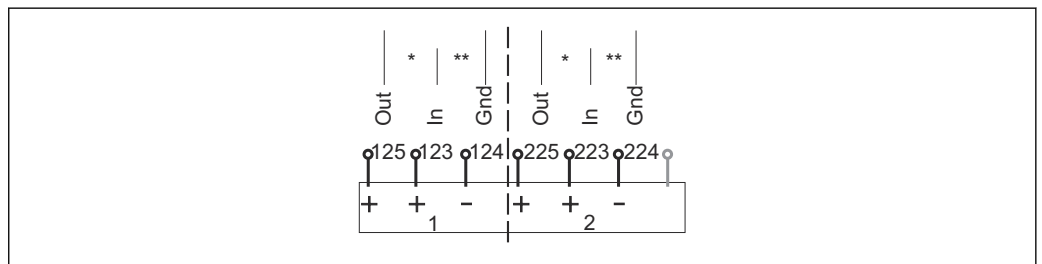 * ** * **
Out In Gnd Out In Gnd
125 123 124 225 223 224
+ + - + + -
1 2